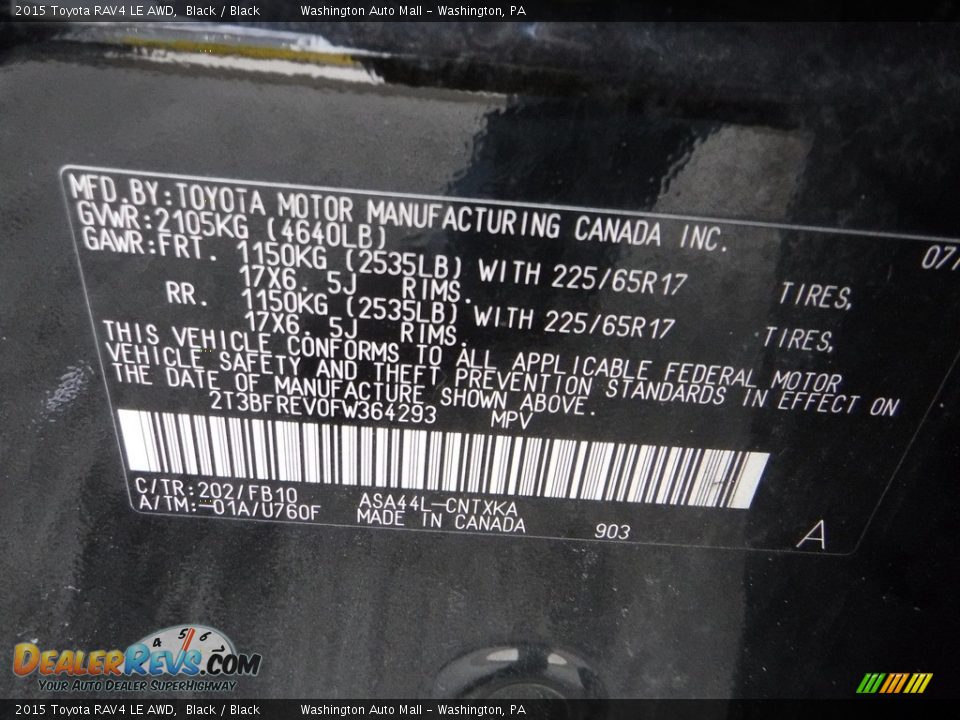 2015 Toyota RAV4 LE AWD, Black / Black Washington Auto Mall - Washington, PA
MFD.BY:TOYOTA MOTOR MANUFACTURING CANADA INC. 07/
GVWR:2105KG (4640LB)
GAWR:FRT. 1150KG (2535LB) WITH 225/65R17 TIRES,
17X6. 5J RIMS.
RR. 1150KG (2535LB) WITH 225/65R17 TIRES,
17X6. 5J RIMS.
THIS VEHICLE CONFORMS TO ALL APPLICABLE FEDERAL MOTOR
VEHICLE SAFETY AND THEFT PREVENTION STANDARDS IN EFFECT ON
THE DATE OF MANUFACTURE SHOWN ABOVE.
2T3BFREV0FW364293 MPV
C/TR:202/FB10 ASA44L-CNTXKA
A/TM:-01A/U760F MADE IN CANADA 903 A
4 5 6
DEALERREVS.COM
YOUR AUTO DEALER SUPERHIGHWAY
2015 Toyota RAV4 LE AWD, Black / Black Washington Auto Mall - Washington, PA